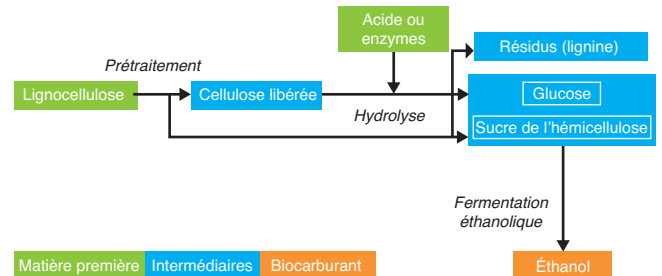 Acide ou
enzymes
Résidus (lignine)
Prétraitement
Lignocellulose
Cellulose libérée
Glucose
Hydrolyse
Sucre de l'hémicellulose
Fermentation
éthanolique
Matière première
Intermédiaires
Biocarburant
Éthanol